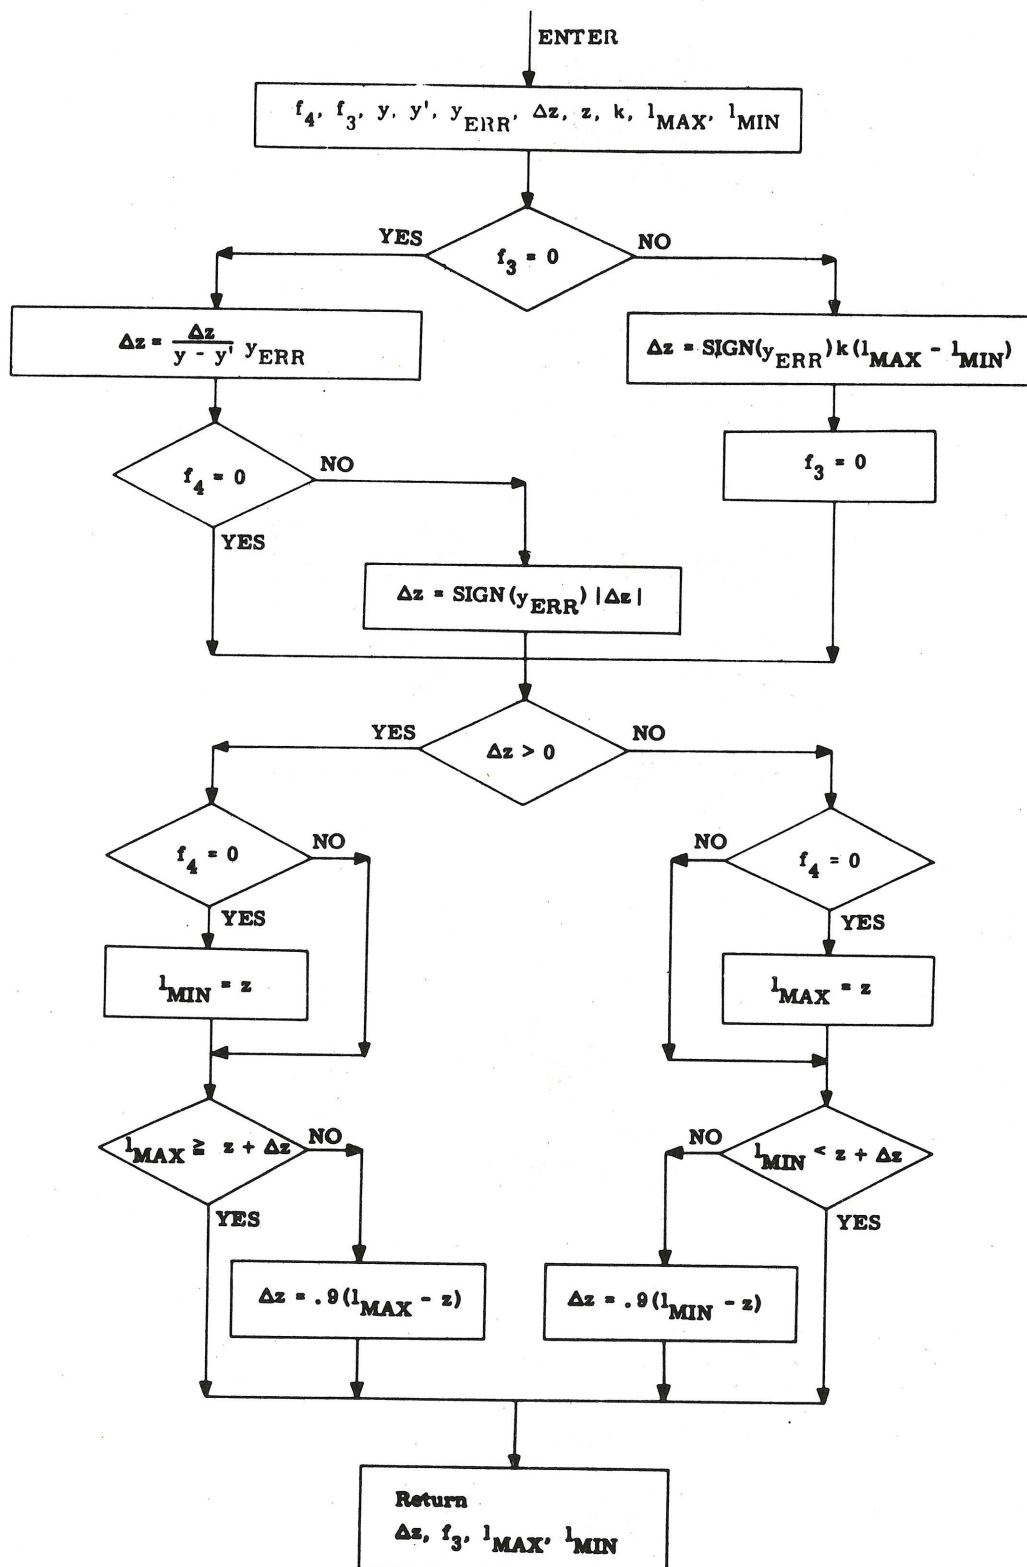 ENTER
f4, f3, y, y', yERR, Δz, z, k, lMAX, lMIN
YES
NO
f3 = 0
Δz = Δz / y - y' yERR
Δz = SIGN(yERR)k(lMAX - lMIN)
f4 = 0
NO
YES
f3 = 0
Δz = SIGN(yERR)|Δz|
YES
NO
Δz > 0
f4 = 0
NO
YES
NO
f4 = 0
YES
lMIN = z
lMAX = z
lMAX ≧ z + Δz
NO
YES
NO
lMIN < z + Δz
YES
Δz = .9(lMAX - z)
Δz = .9(lMIN - z)
Return
Δz, f3, lMAX, lMIN